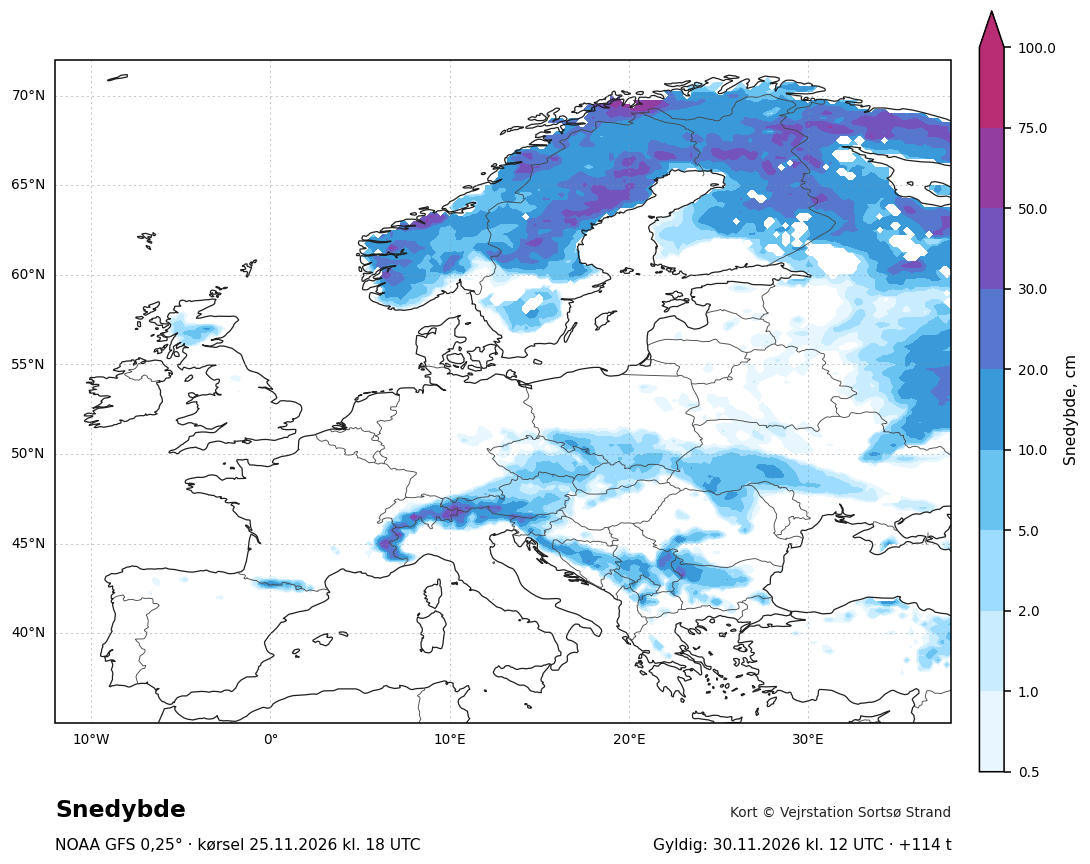 100.0
70°N
75.0
65°N
50.0
60°N
30.0
55°N
20.0
Snedybde, cm
50°N
10.0
45°N
5.0
40°N
2.0
1.0
10°W 0° 10°E 20°E 30°E
0.5
Snedybde
Kort © Vejrstation Sortsø Strand
NOAA GFS 0,25° · kørsel 25.11.2026 kl. 18 UTC
Gyldig: 30.11.2026 kl. 12 UTC · +114 t